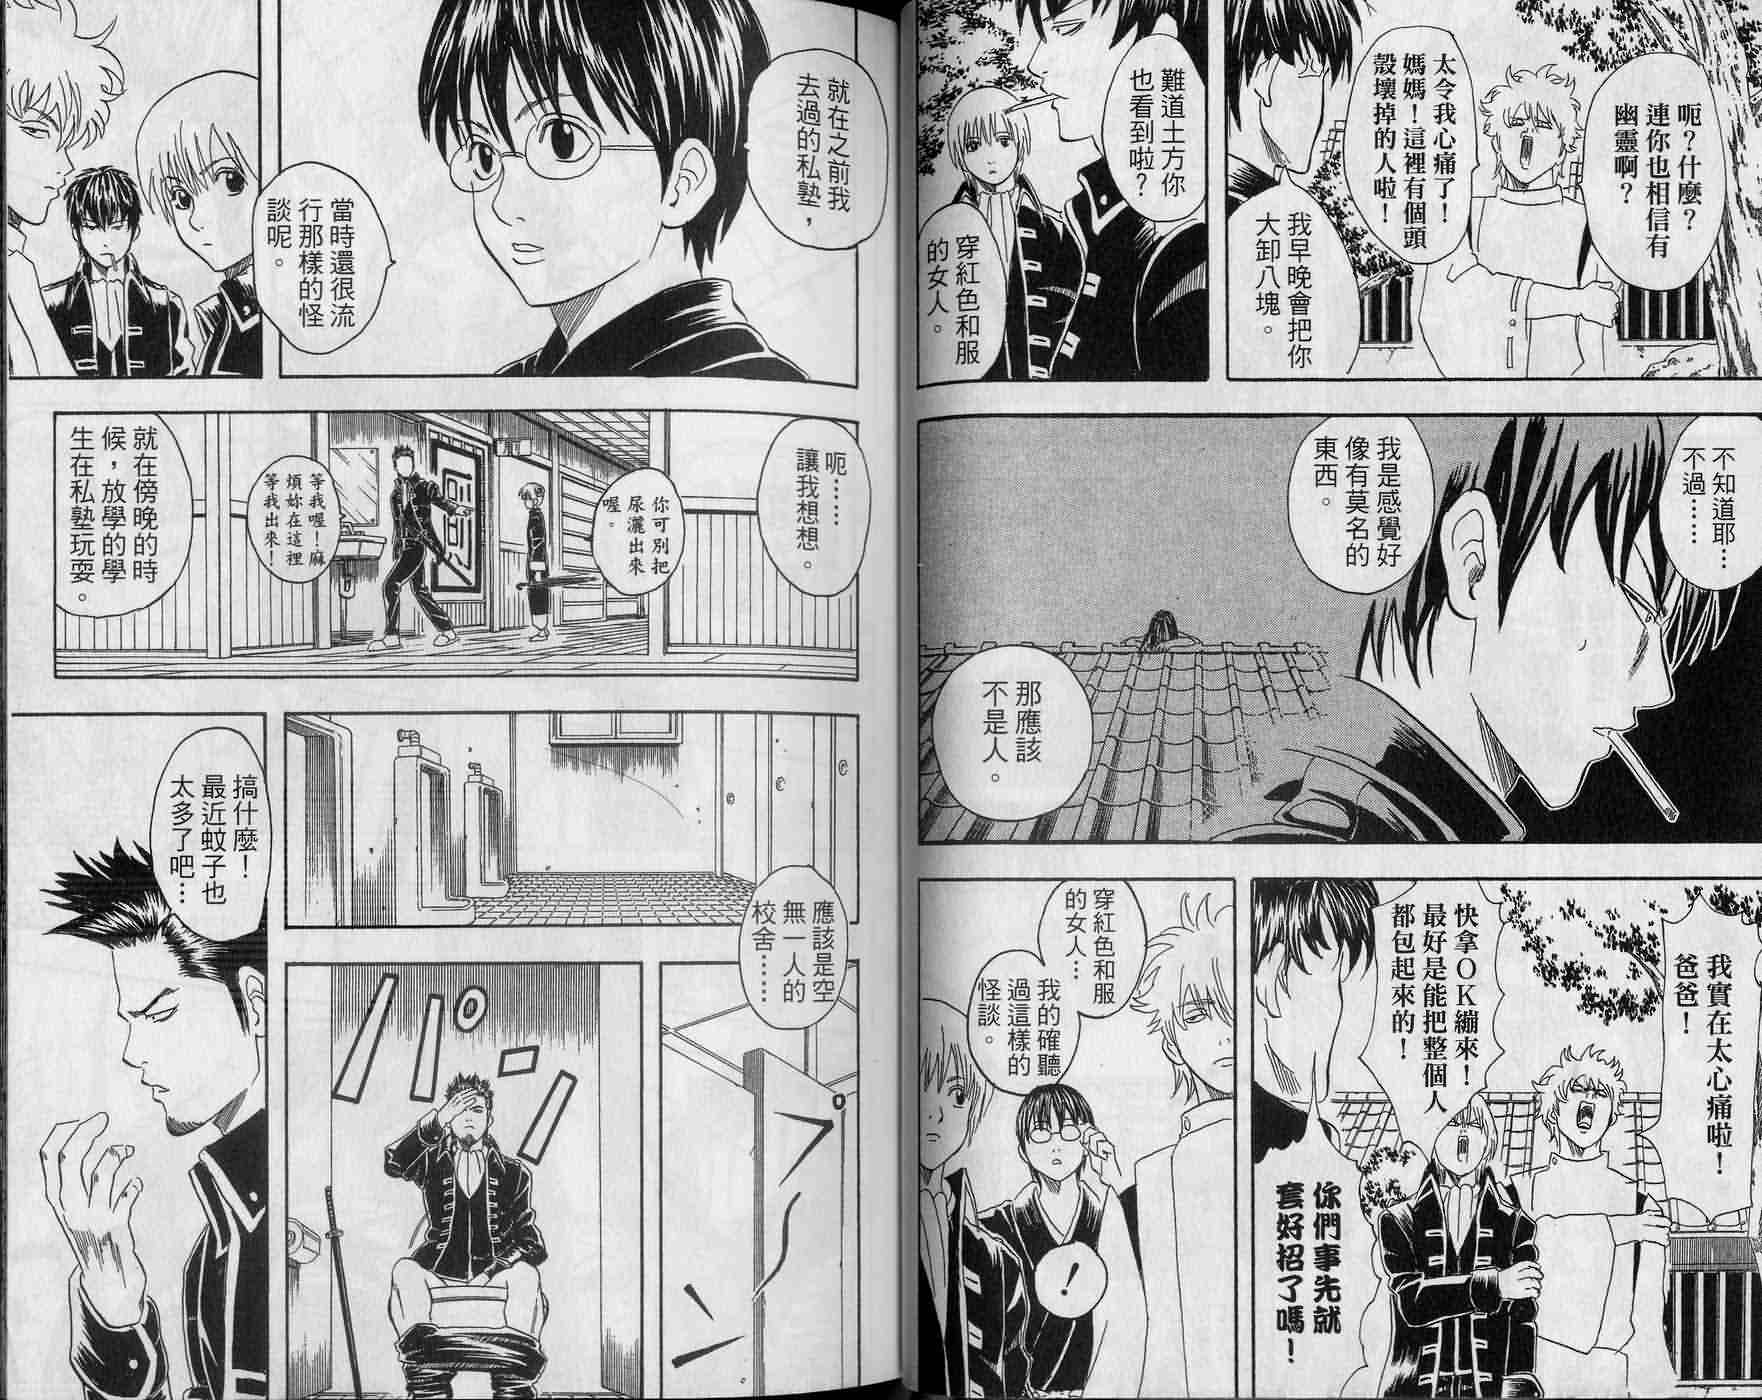 呃？什麼？
連你也相信有
幽靈啊？
太令我心痛了！
媽媽！這裡有個頭
殼壞掉的人啦！
我早晚會把你
大卸八塊。
難道土方你
也看到啦？
穿紅色和服
的女人。
不知道耶…
不過……
我是感覺好
像有莫名的
東西。
那應該
不是人。
我實在太心痛啦！
爸爸！
快拿OK繃來！
最好是能把整個人
都包起來的！
你們事先就
套好招了嗎！
穿紅色和服
的女人…
我的確聽
過這樣的
怪談。
！
就在之前我
去過的私塾，
當時還很流
行那樣的怪
談呢。
呃……
讓我想想。
你可別把
尿灑出來
喔。
等我喔！麻
煩妳在這裡
等我出來！
就在傍晚的時
候，放學的學
生在私塾玩耍。
應該是空
無一人的
校舍……
パーン
パシッ
搞什麼！
最近蚊子也
太多了吧…